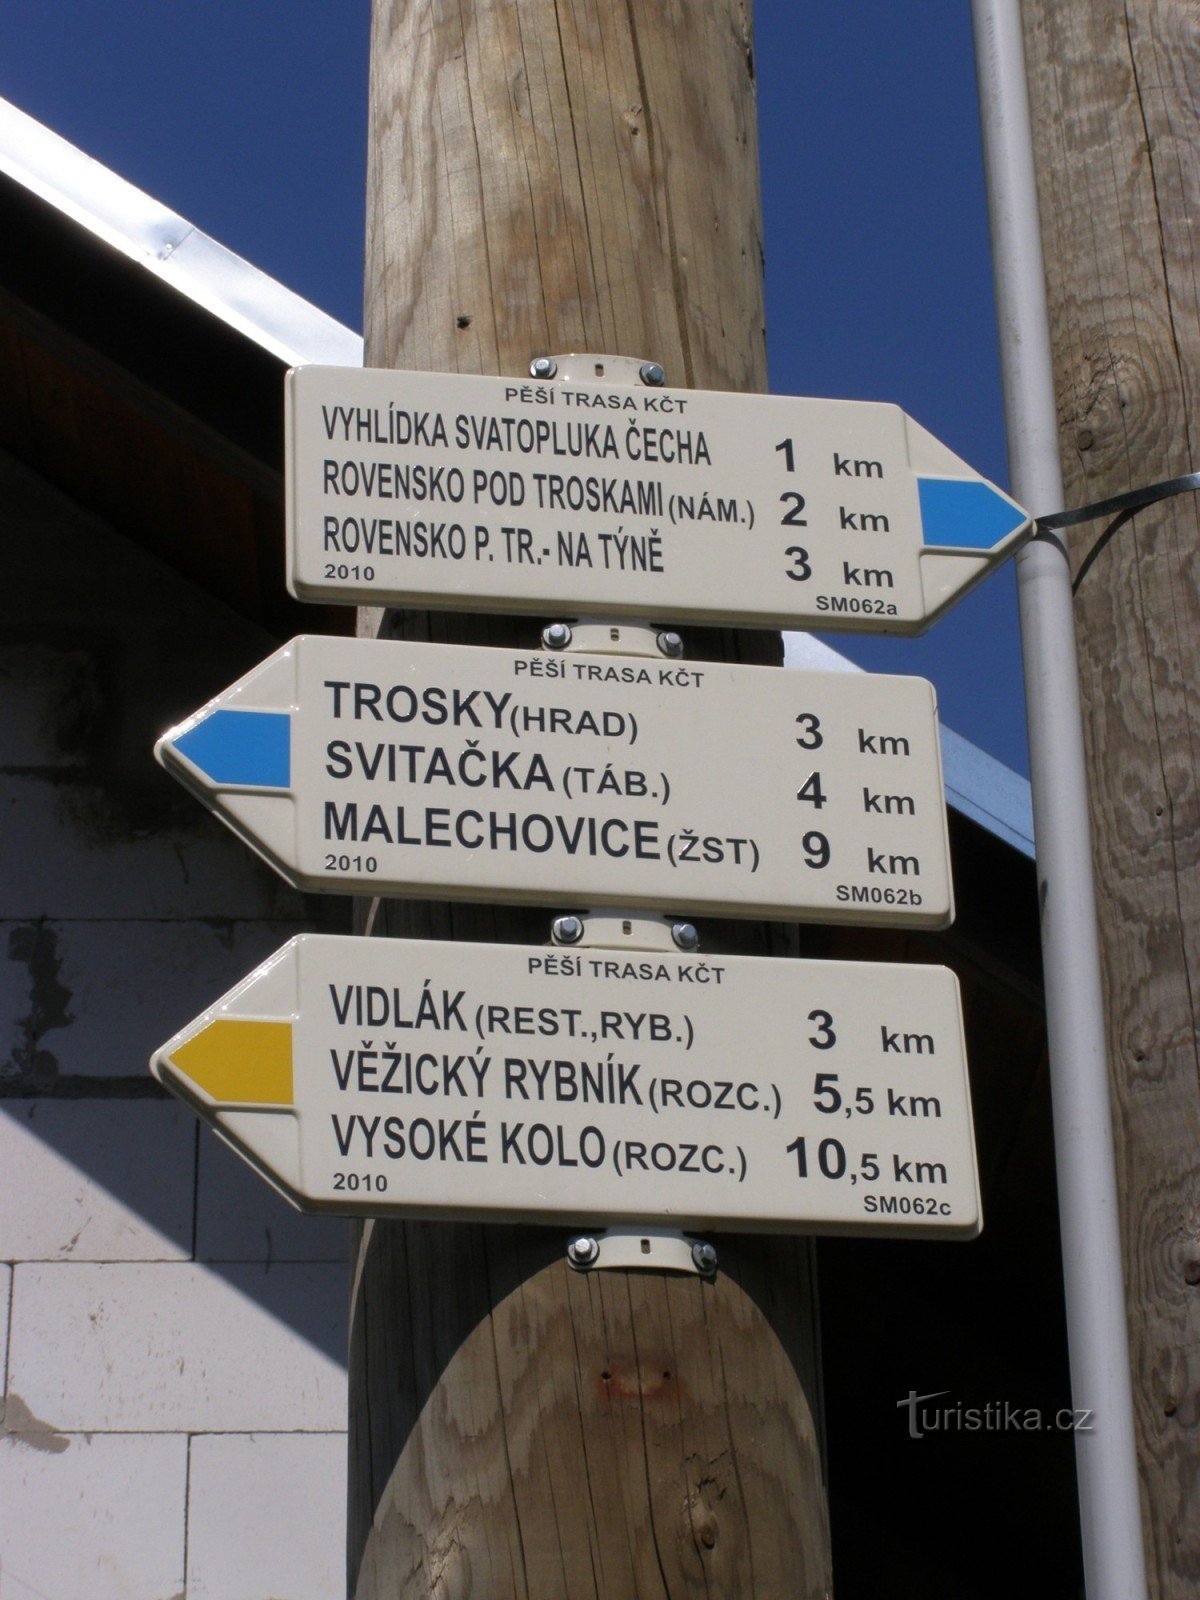 PĚŠÍ TRASA KČT
VYHLÍDKA SVATOPLUKA ČECHA 1 km
ROVENSKO POD TROSKAMI (NÁM.) 2 km
ROVENSKO P. TR.- NA TÝNĚ 3 km
2010 SM062a
PĚŠÍ TRASA KČT
TROSKY (HRAD) 3 km
SVITAČKA (TÁB.) 4 km
MALECHOVICE (ŽST) 9 km
2010 SM062b
PĚŠÍ TRASA KČT
VIDLÁK (REST.,RYB.) 3 km
VĚŽICKÝ RYBNÍK (ROZC.) 5,5 km
VYSOKÉ KOLO (ROZC.) 10,5 km
2010 SM062c
Turistika.cz